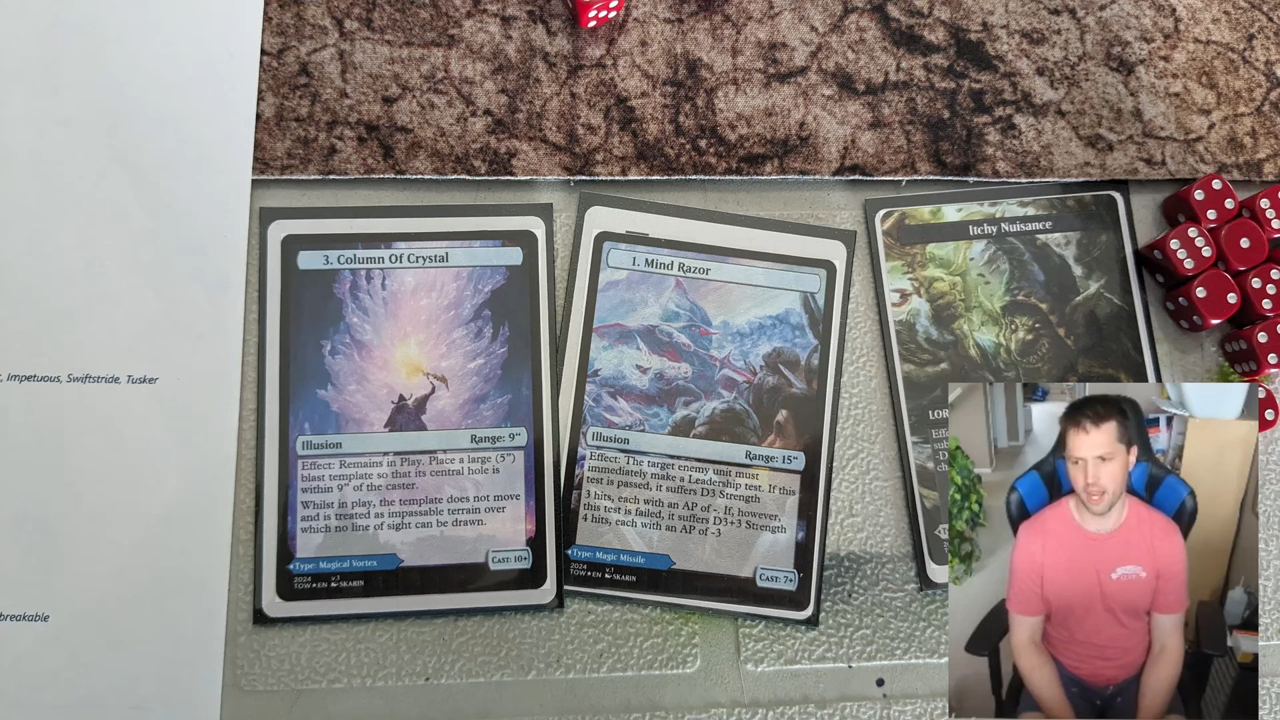 , Impetuous, Swiftstride, Tusker
breakable
3. Column Of Crystal
Illusion Range: 9"
Effect: Remains in Play. Place a large (5")
blast template so that its central hole is
within 9" of the caster.
Whilst in play, the template does not move
and is treated as impassable terrain over
which no line of sight can be drawn.
Type: Magical Vortex
Cast: 10+
2024 v.1
TOW★EN SKARIN
1. Mind Razor
Illusion Range: 15"
Effect: The target enemy unit must
immediately make a Leadership test. If this
test is passed, it suffers D3 Strength
3 hits, each with an AP of -. If, however,
this test is failed, it suffers D3+3 Strength
4 hits, each with an AP of -3
Type: Magic Missile
Cast: 7+
2024 v.1
TOW★EN SKARIN
Itchy Nuisance
LOR